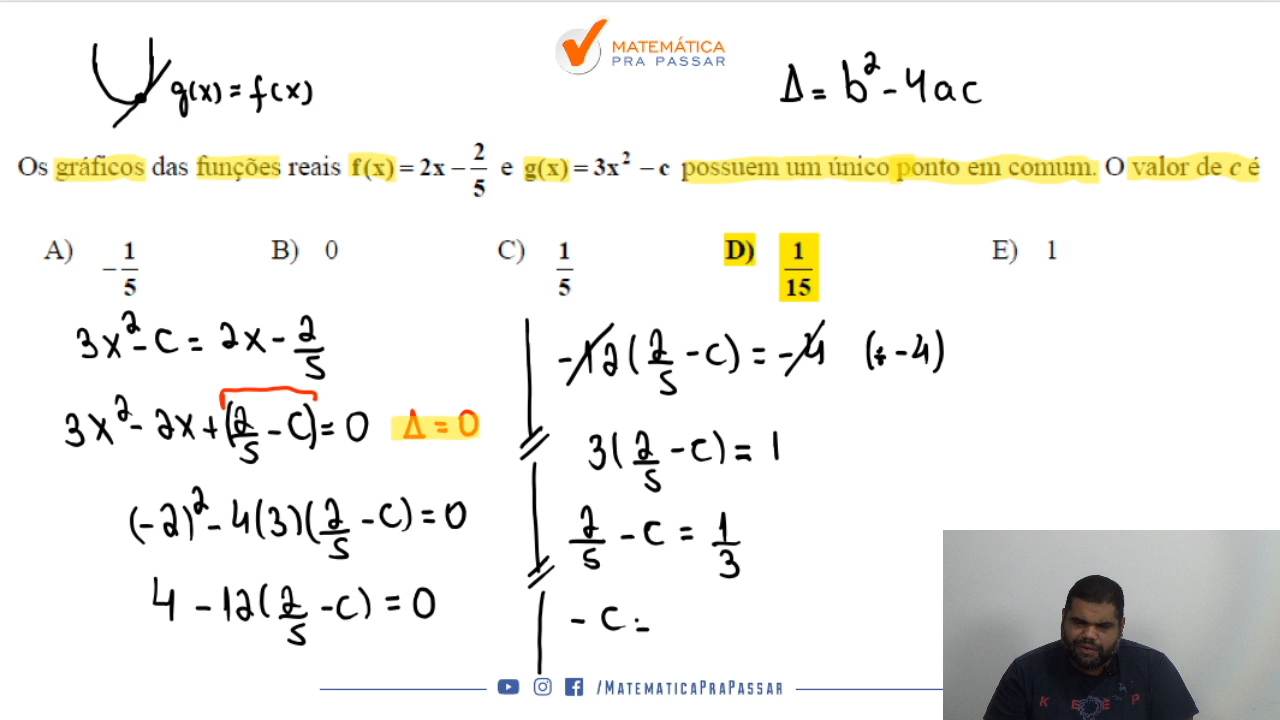 MATEMÁTICA
PRA PASSAR
g(x) = f(x)
Δ = b² - 4ac
Os gráficos das funções reais f(x) = 2x − 2/5 e g(x) = 3x² − c possuem um único ponto em comum. O valor de c é
A) −1/5 B) 0 C) 1/5 D) 1/15 E) 1
3x² - c = 2x - 2/5
3x² - 2x + (2/5 - c) = 0 Δ = 0
(-2)² - 4(3)(2/5 - c) = 0
4 - 12(2/5 - c) = 0
-12(2/5 - c) = -4 (÷ -4)
3(2/5 - c) = 1
2/5 - c = 1/3
- c =
/MATEMATICAPRAPASSAR